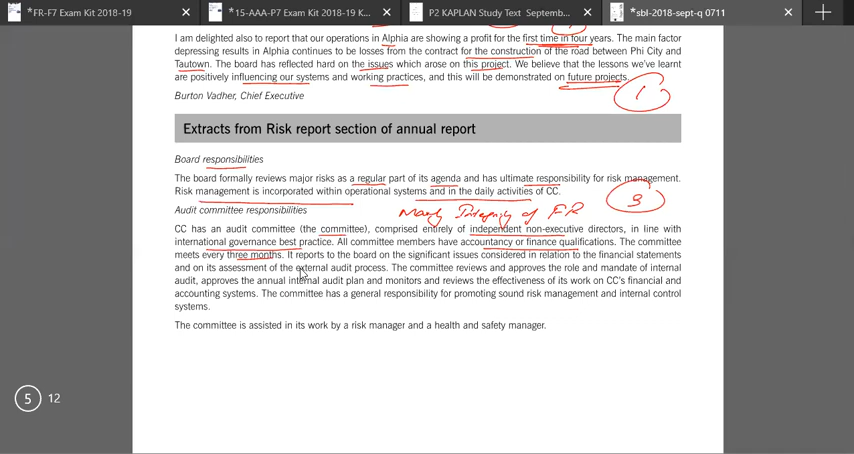 *FR-F7 Exam Kit 2018-19
*15-AAA-P7 Exam Kit 2018-19 K...
P2 KAPLAN Study Text Septemb...
*sbl-2018-sept-q 0711
I am delighted also to report that our operations in Alpha are showing a profit for the first time in four years. The main factor
depressing results in Alpha continues to be losses from the contract for the construction of the road between Phi City and
Tautown. The board has reflected hard on the issues which arose on this project. We believe that the lessons we've learnt
are positively influencing our systems and working practices, and this will be demonstrated on future projects.
1
Burton Vadher, Chief Executive
Extracts from Risk report section of annual report
Board responsibilities
The board formally reviews major risks as a regular part of its agenda and has ultimate responsibility for risk management.
Risk management is incorporated within operational systems and in the daily activities of CC.
3
Audit committee responsibilities
Integrity of FR
CC has an audit committee (the committee), comprised entirely of independent non-executive directors, in line with
international governance best practice. All committee members have accountancy or finance qualifications. The committee
meets every three months. It reports to the board on the significant issues considered in relation to the financial statements
and on its assessment of the external audit process. The committee reviews and approves the role and mandate of internal
audit, approves the annual internal audit plan and monitors and reviews the effectiveness of its work on CC's financial and
accounting systems. The committee has a general responsibility for promoting sound risk management and internal control
systems.
The committee is assisted in its work by a risk manager and a health and safety manager.
5 12